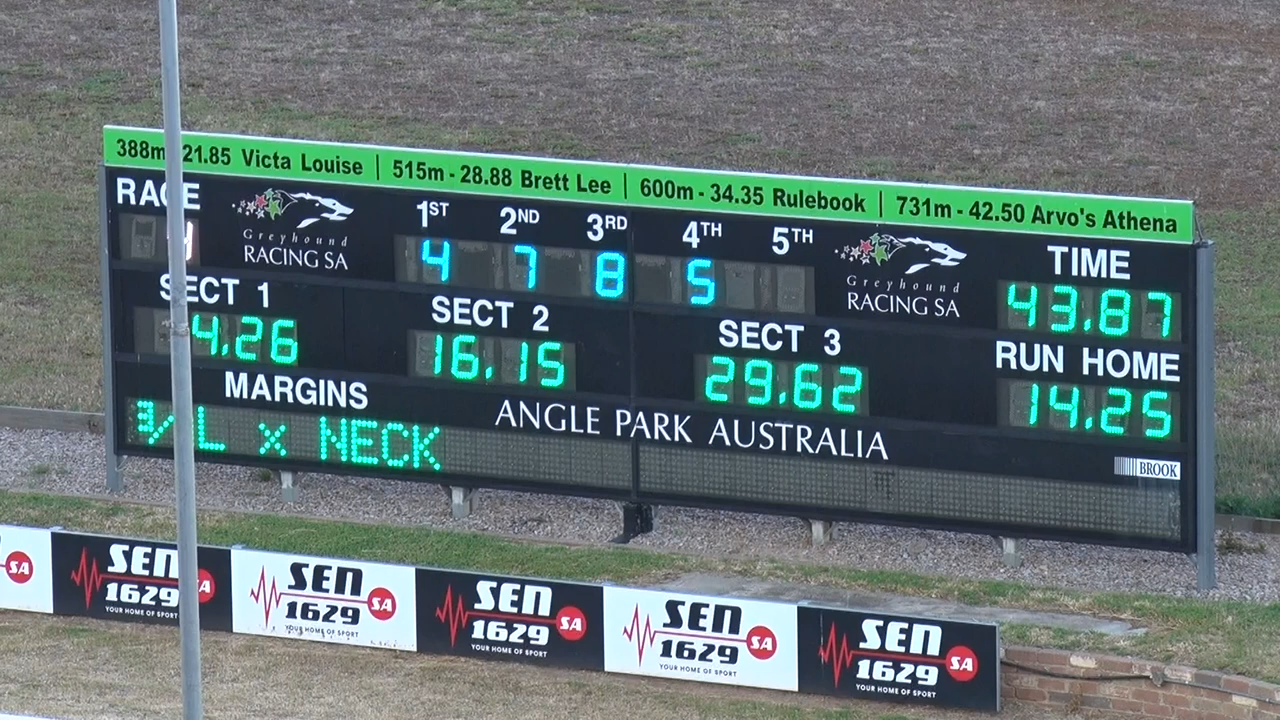 388m 21.85 Victa Louise | 515m - 28.88 Brett Lee | 600m - 34.35 Rulebook | 731m - 42.50 Arvo's Athena
RACE
Greyhound
RACING SA
1ST 2ND 3RD 4TH 5TH
4 7 8 5
Greyhound
RACING SA
TIME
43.87
SECT 1
4.26
SECT 2
16.15
SECT 3
29.62
RUN HOME
14.25
MARGINS
3/4 L x NECK
ANGLE PARK AUSTRALIA
BROOK
SA
SEN
1629
SA
YOUR HOME OF SPORT
SEN
1629
SA
YOUR HOME OF SPORT
SEN
1629
SA
YOUR HOME OF SPORT
SEN
1629
SA
YOUR HOME OF SPORT
SEN
1629
SA
YOUR HOME OF SPORT